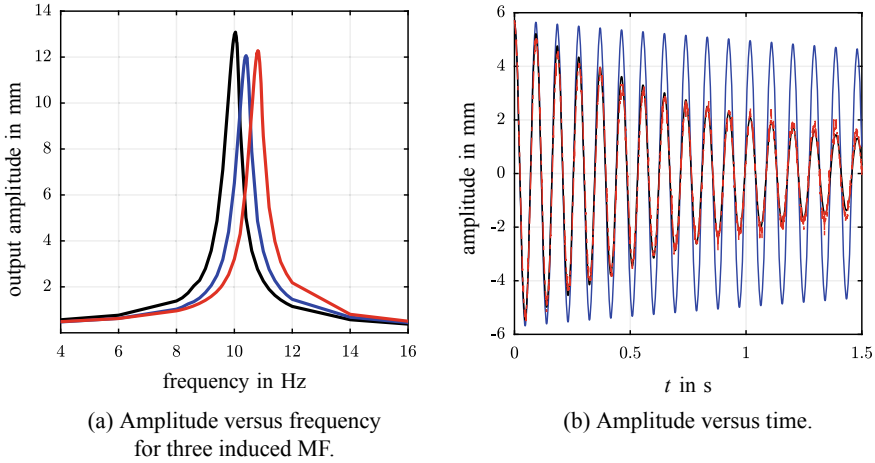 14
12
10
8
6
4
2
output amplitude in mm
4 6 8 10 12 14 16
frequency in Hz
(a) Amplitude versus frequency
for three induced MF.
6
4
2
0
-2
-4
-6
amplitude in mm
0 0.5 1 1.5
t in s
(b) Amplitude versus time.